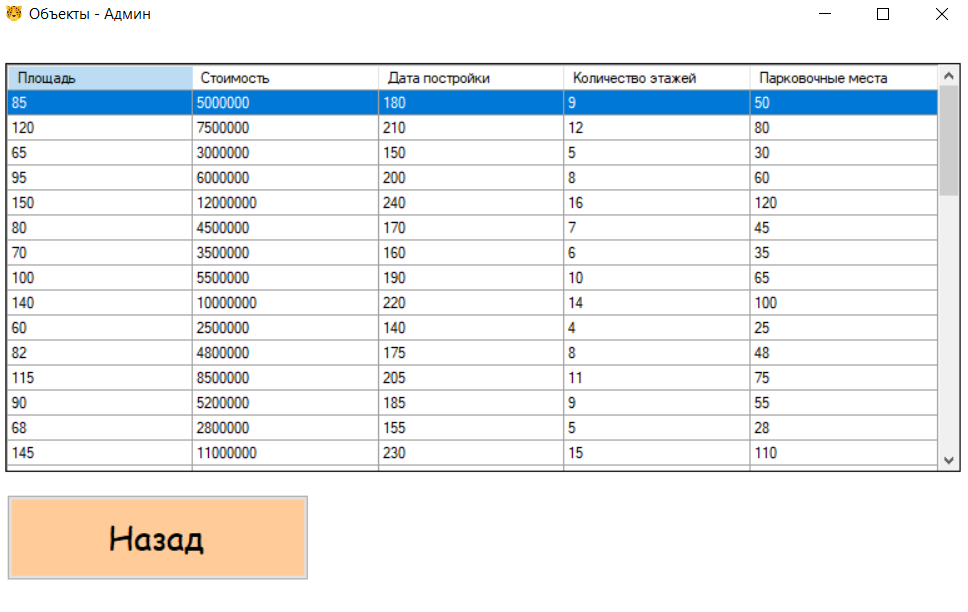 Объекты - Админ
Площадь Стоимость Дата постройки Количество этажей Парковочные места
85 5000000 180 9 50
120 7500000 210 12 80
65 3000000 150 5 30
95 6000000 200 8 60
150 12000000 240 16 120
80 4500000 170 7 45
70 3500000 160 6 35
100 5500000 190 10 65
140 10000000 220 14 100
60 2500000 140 4 25
82 4800000 175 8 48
115 8500000 205 11 75
90 5200000 185 9 55
68 2800000 155 5 28
145 11000000 230 15 110
Назад